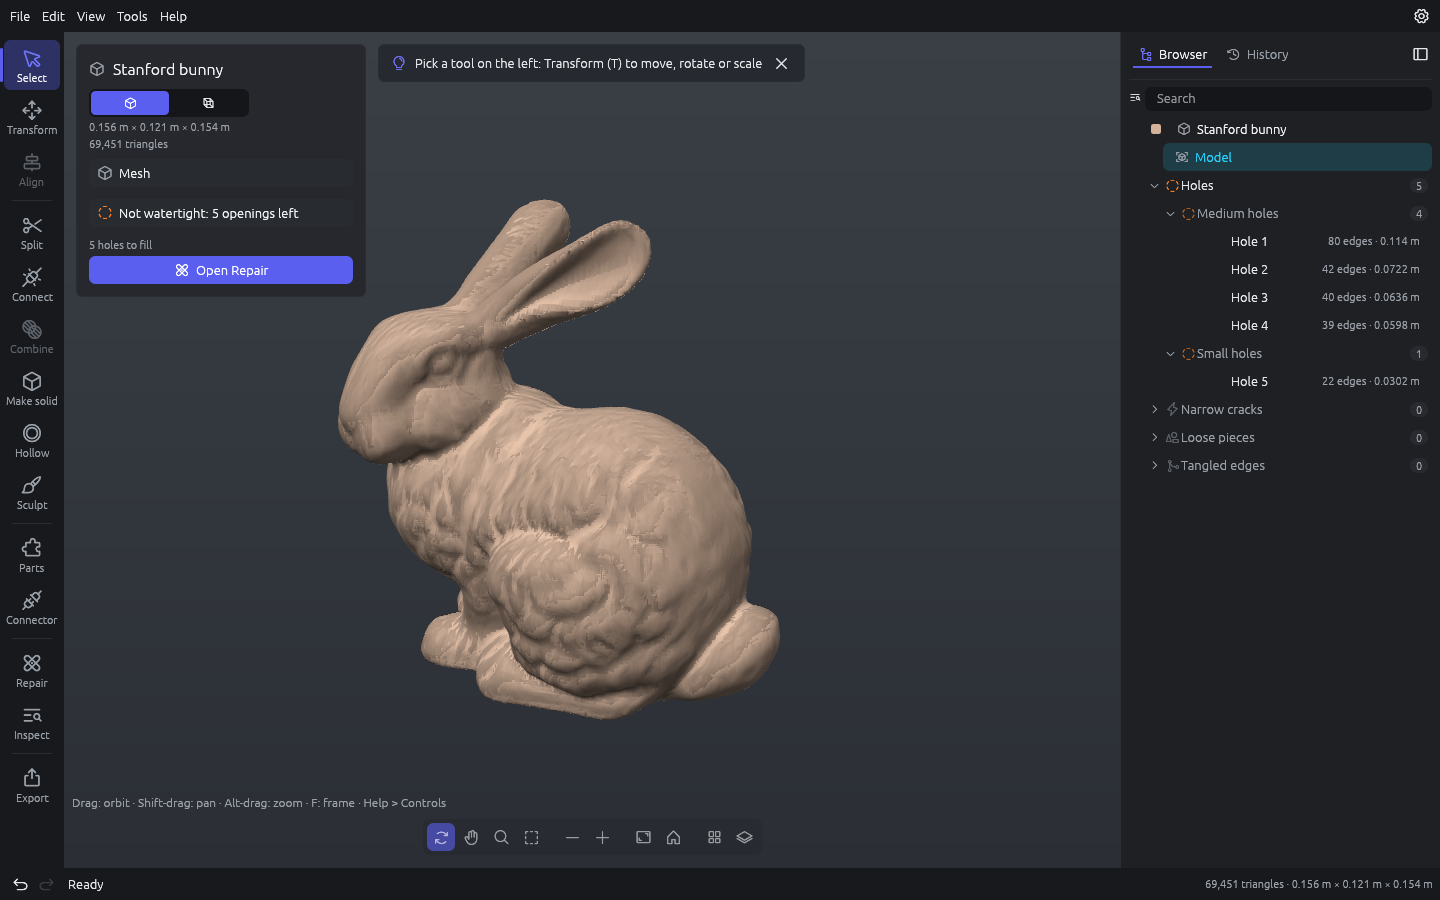 File Edit View Tools Help
Select
Transform
Align
Split
Connect
Combine
Make solid
Hollow
Sculpt
Parts
Connector
Repair
Inspect
Export
Stanford bunny
0.156 m × 0.121 m × 0.154 m
69,451 triangles
Mesh
Not watertight: 5 openings left
5 holes to fill
Open Repair
Pick a tool on the left: Transform (T) to move, rotate or scale
Drag: orbit · Shift-drag: pan · Alt-drag: zoom · F: frame · Help > Controls
Browser History
Search
Stanford bunny
Model
Holes 5
Medium holes 4
Hole 1 80 edges · 0.114 m
Hole 2 42 edges · 0.0722 m
Hole 3 40 edges · 0.0636 m
Hole 4 39 edges · 0.0598 m
Small holes 1
Hole 5 22 edges · 0.0302 m
Narrow cracks 0
Loose pieces 0
Tangled edges 0
Ready
69,451 triangles · 0.156 m × 0.121 m × 0.154 m